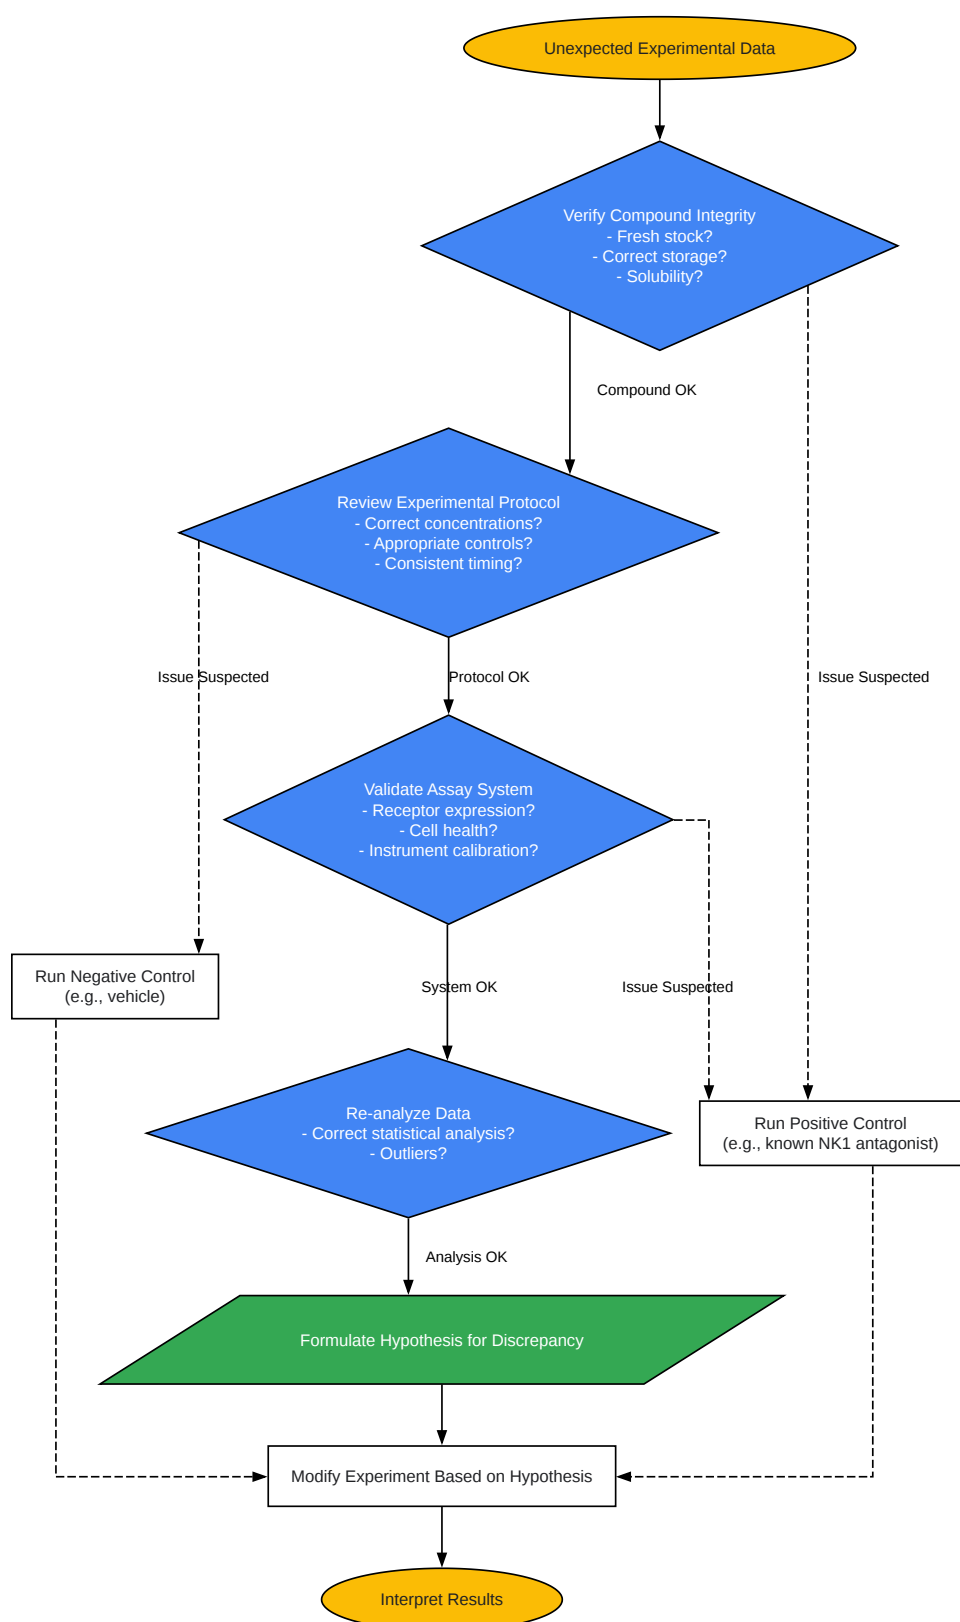 Unexpected Experimental Data
Verify Compound Integrity
- Fresh stock?
- Correct storage?
- Solubility?
Compound OK
Review Experimental Protocol
- Correct concentrations?
- Appropriate controls?
- Consistent timing?
Issue Suspected
Protocol OK
Issue Suspected
Validate Assay System
- Receptor expression?
- Cell health?
- Instrument calibration?
Run Negative Control
(e.g., vehicle)
System OK
Issue Suspected
Re-analyze Data
- Correct statistical analysis?
- Outliers?
Run Positive Control
(e.g., known NK1 antagonist)
Analysis OK
Formulate Hypothesis for Discrepancy
Modify Experiment Based on Hypothesis
Interpret Results